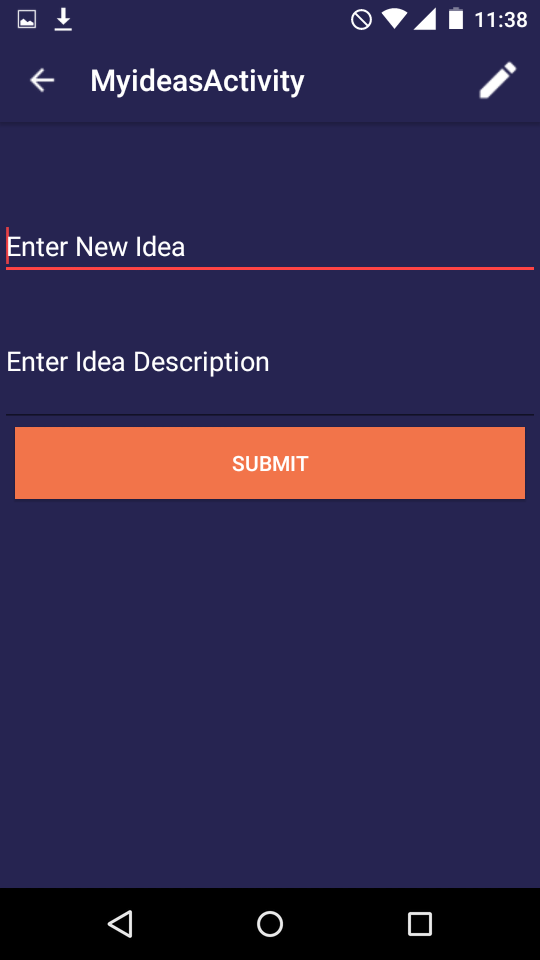 11:38
MyideasActivity
Enter New Idea
Enter Idea Description
SUBMIT